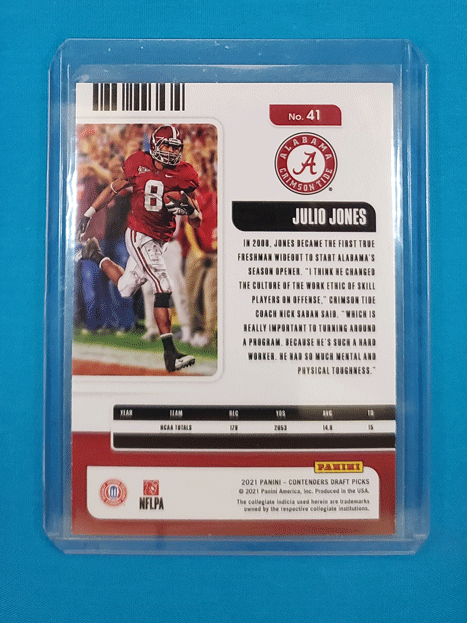 No. 41
ALABAMA
A
CRIMSON TIDE
8
JULIO JONES
IN 2008, JONES BECAME THE FIRST TRUE
FRESHMAN WIDEOUT TO START ALABAMA'S
SEASON OPENER. "I THINK HE CHANGED
THE CULTURE OF THE WORK ETHIC OF SKILL
PLAYERS ON OFFENSE," CRIMSON TIDE
COACH NICK SABAN SAID. "WHICH IS
REALLY IMPORTANT TO TURNING AROUND
A PROGRAM. BECAUSE HE'S SUCH A HARD
WORKER. HE HAD SO MUCH MENTAL AND
PHYSICAL TOUGHNESS."
YEAR TEAM REC YDS AVG TD
NCAA TOTALS 179 2653 14.8 15
PANINI
NFLPA
2021 PANINI – CONTENDERS DRAFT PICKS
© 2021 Panini America, Inc. Produced in the USA.
The collegiate indicia used herein are trademarks
owned by the respective collegiate institutions.